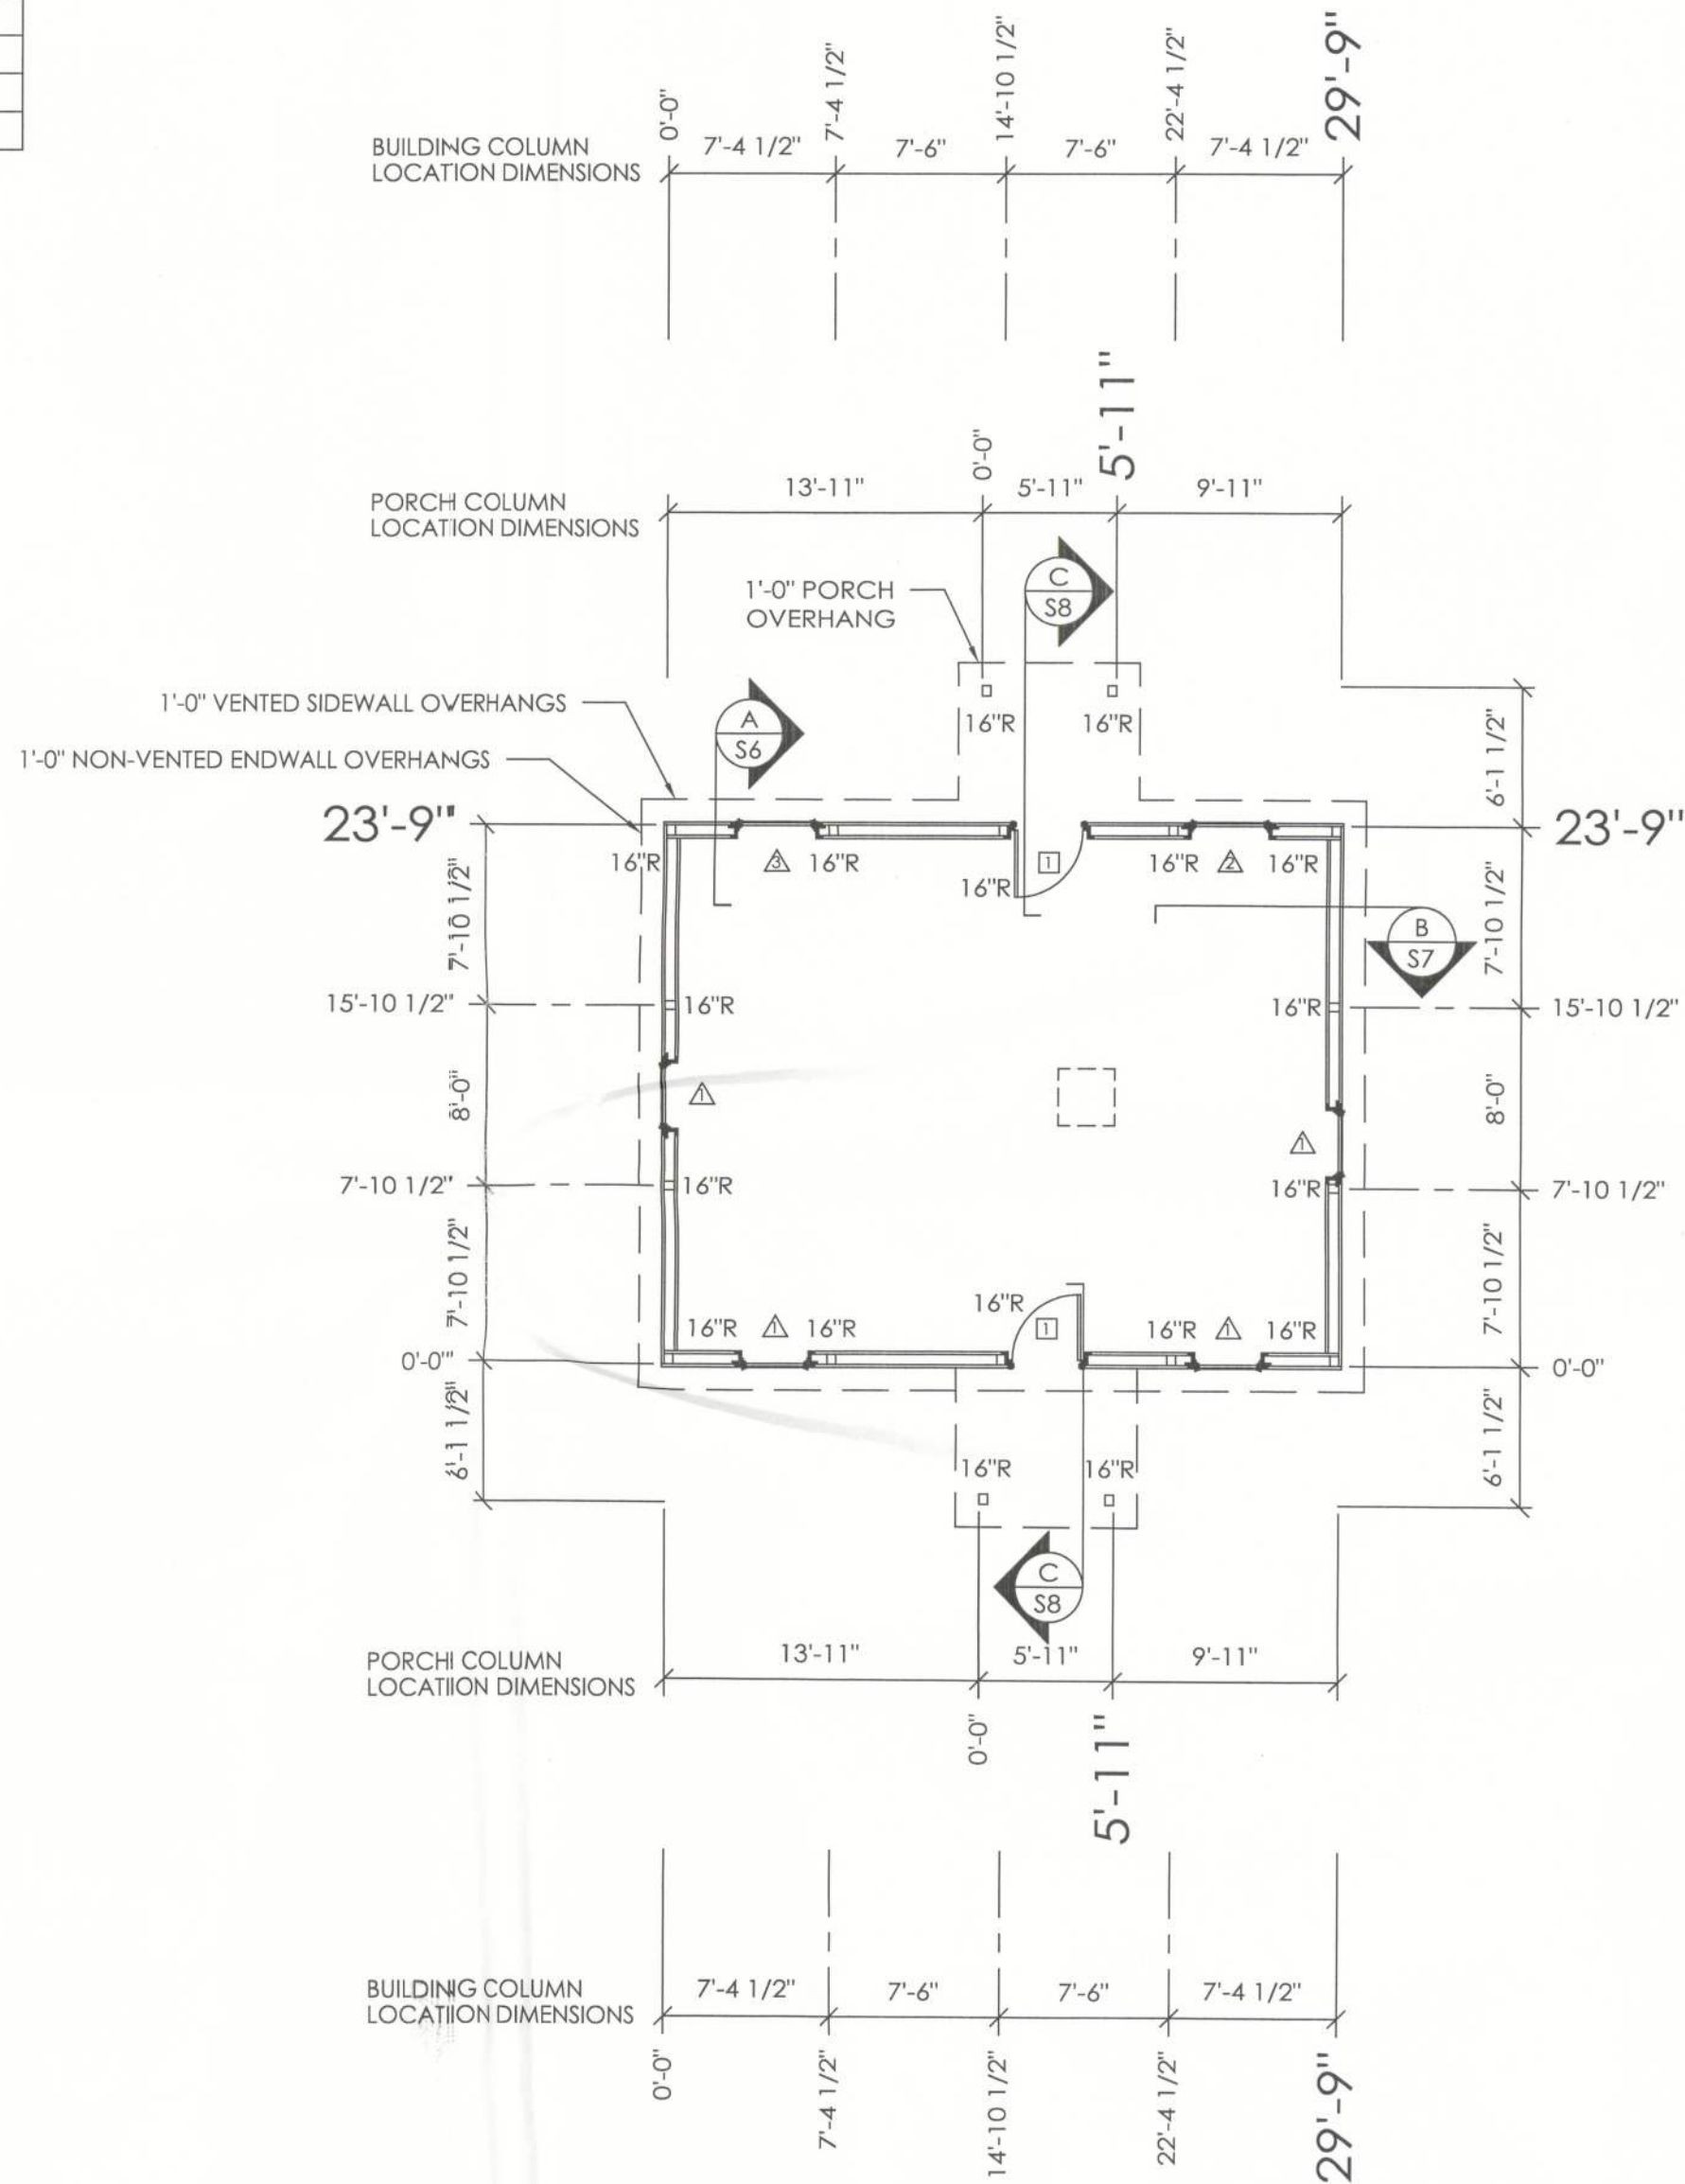 0'-0"
7'-4 1/2"
14'-10 1/2"
22'-4 1/2"
29'-9"
BUILDING COLUMN
LOCATION DIMENSIONS
7'-4 1/2"
7'-6"
7'-6"
7'-4 1/2"
0'-0"
5'-11"
PORCH COLUMN
LOCATION DIMENSIONS
13'-11"
5'-11"
9'-11"
1'-0" PORCH
OVERHANG
C
S8
1'-0" VENTED SIDEWALL OVERHANGS
1'-0" NON-VENTED ENDWALL OVERHANGS
A
S6
16"R
16"R
6'-1 1/2"
23'-9"
23'-9"
16"R
3
16"R
16"R
1
16"R
2
16"R
7'-10 1/2"
B
S7
7'-10 1/2"
15'-10 1/2"
16"R
16"R
15'-10 1/2"
8'-0"
1
1
8'-0"
7'-10 1/2"
16"R
16"R
7'-10 1/2"
7'-10 1/2"
16"R
1
16"R
16"R
1
16"R
1
16"R
7'-10 1/2"
0'-0"
0'-0"
6'-1 1/2"
16"R
16"R
6'-1 1/2"
C
S8
PORCH COLUMN
LOCATION DIMENSIONS
13'-11"
5'-11"
9'-11"
0'-0"
5'-11"
BUILDING COLUMN
LOCATION DIMENSIONS
7'-4 1/2"
7'-6"
7'-6"
7'-4 1/2"
0'-0"
7'-4 1/2"
14'-10 1/2"
22'-4 1/2"
29'-9"